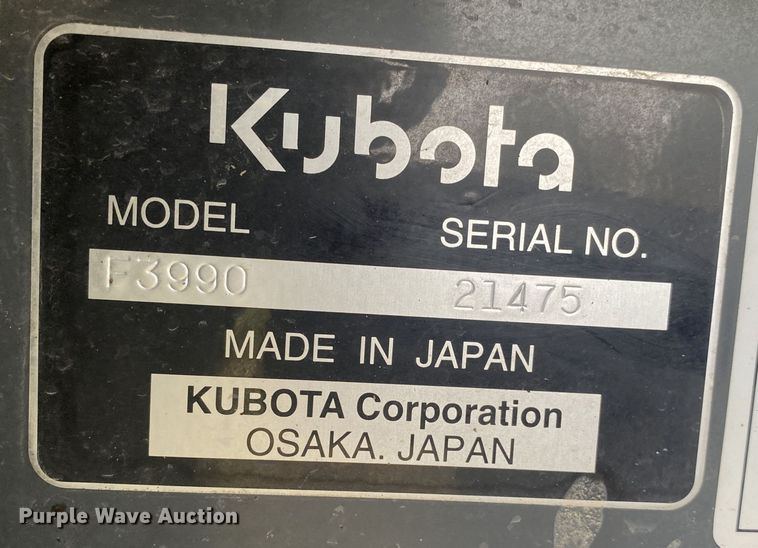 Kubota
MODEL SERIAL NO.
F3990 21475
MADE IN JAPAN
KUBOTA Corporation
OSAKA. JAPAN
Purple Wave Auction